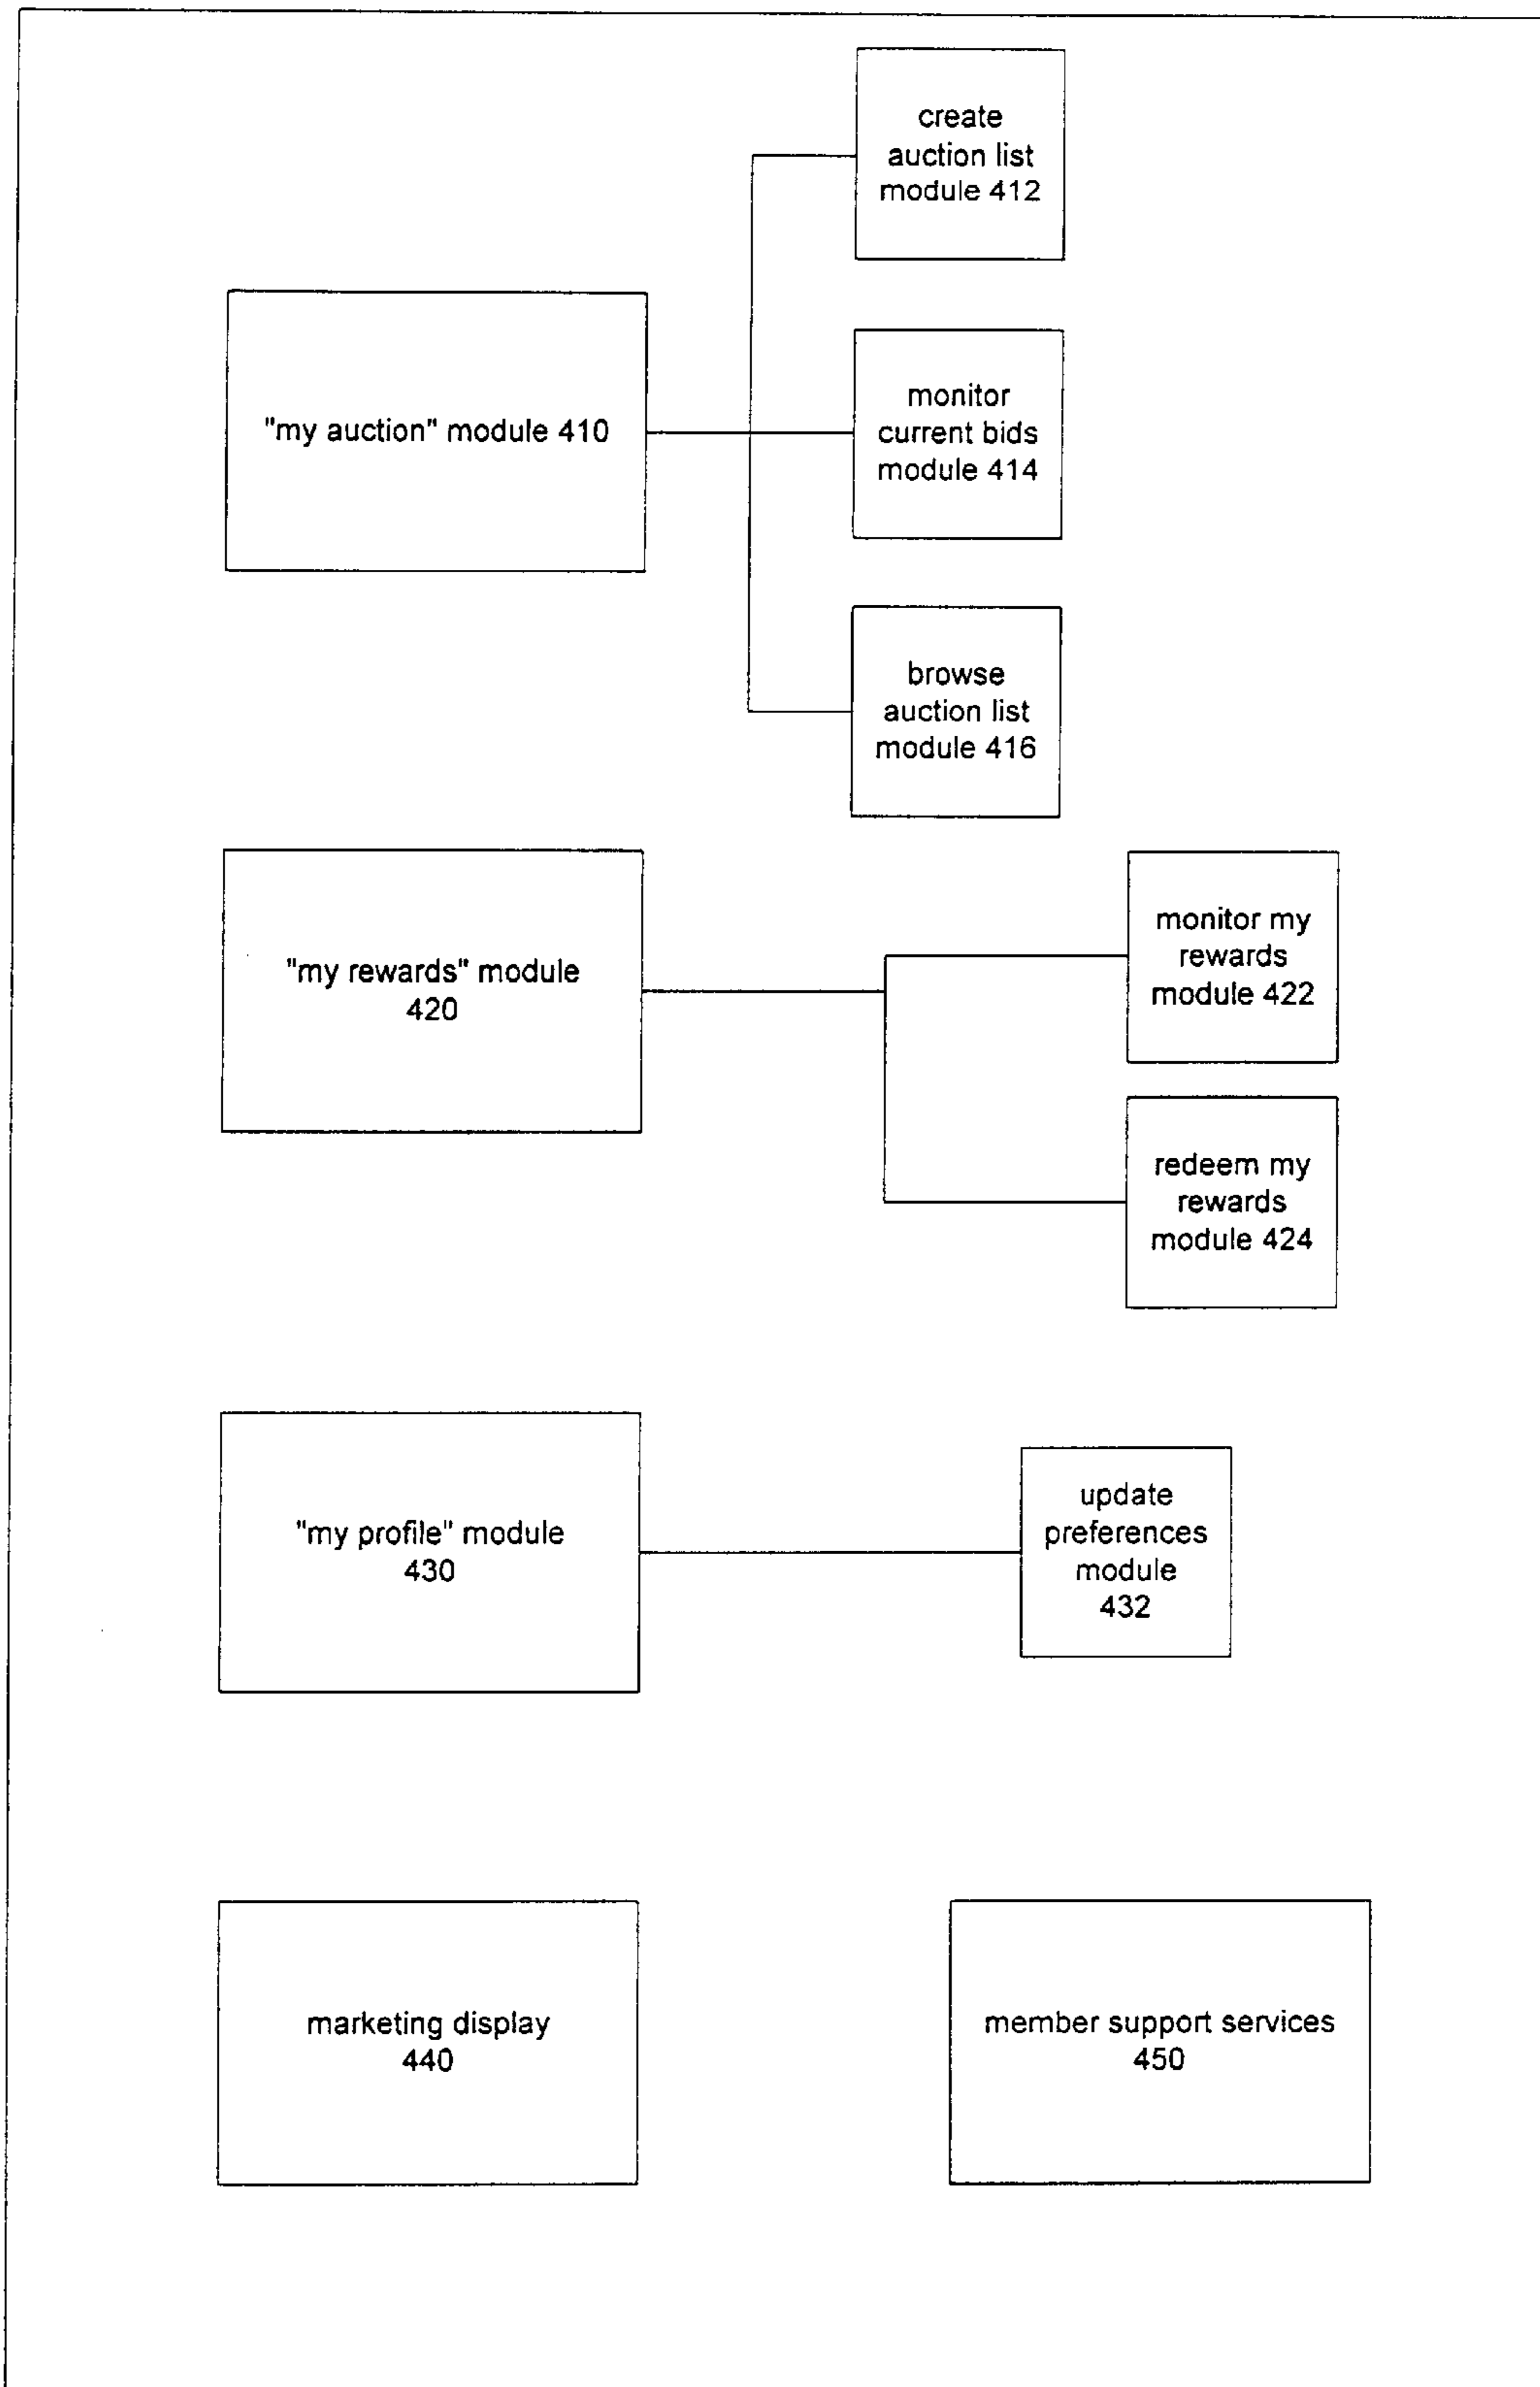 create
auction list
module 412
"my auction" module 410
monitor
current bids
module 414
browse
auction list
module 416
"my rewards" module
420
monitor my
rewards
module 422
redeem my
rewards
module 424
"my profile" module
430
update
preferences
module
432
marketing display
440
member support services
450